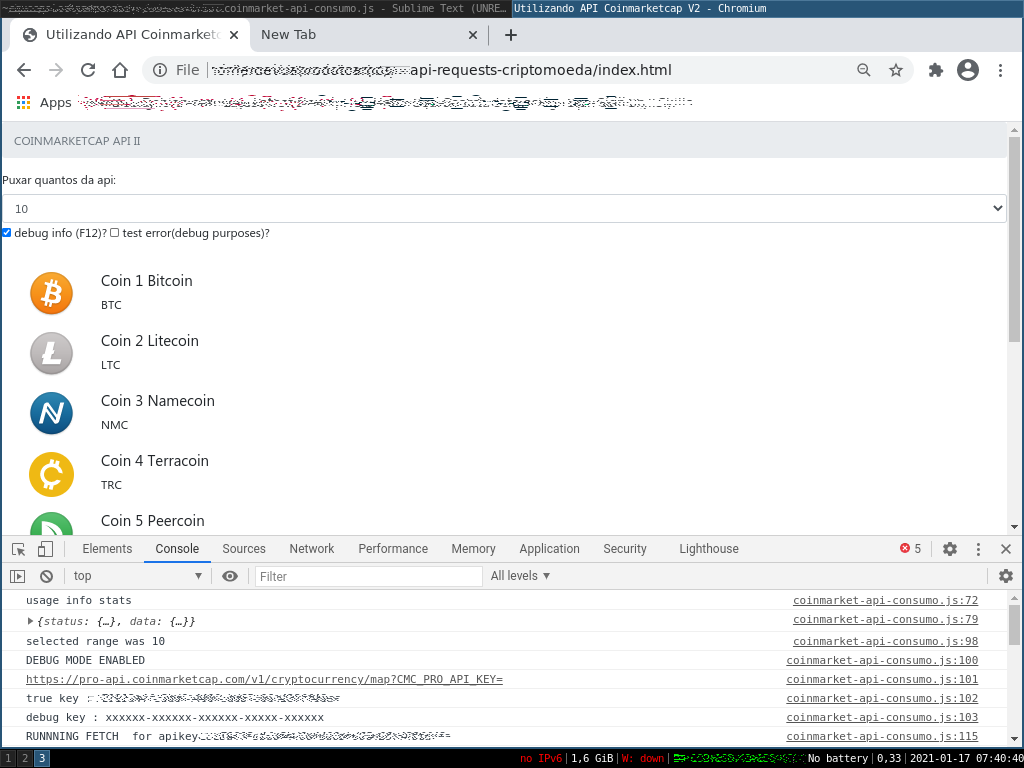 coinmarket-api-consumo.js - Sublime Text (UNRE…
Utilizando API Coinmarketcap V2 - Chromium
Utilizando API Coinmarketc
New Tab
File
api-requests-criptomoeda/index.html
Apps
COINMARKETCAP API II
Puxar quantos da api:
10
debug info (F12)? test error(debug purposes)?
Coin 1 Bitcoin
BTC
Coin 2 Litecoin
LTC
Coin 3 Namecoin
NMC
Coin 4 Terracoin
TRC
Coin 5 Peercoin
Elements Console Sources Network Performance Memory Application Security Lighthouse 5
top Filter All levels
usage info stats coinmarket-api-consumo.js:72
{status: {…}, data: {…}} coinmarket-api-consumo.js:79
selected range was 10 coinmarket-api-consumo.js:98
DEBUG MODE ENABLED coinmarket-api-consumo.js:100
https://pro-api.coinmarketcap.com/v1/cryptocurrency/map?CMC_PRO_API_KEY= coinmarket-api-consumo.js:101
true key : coinmarket-api-consumo.js:102
debug key : xxxxxx-xxxxxx-xxxxxx-xxxxx-xxxxxx coinmarket-api-consumo.js:103
RUNNNING FETCH for apikey coinmarket-api-consumo.js:115
1 2 3 no IPv6|1,6 GiB|W: down| No battery|0,33|2021-01-17 07:40:40